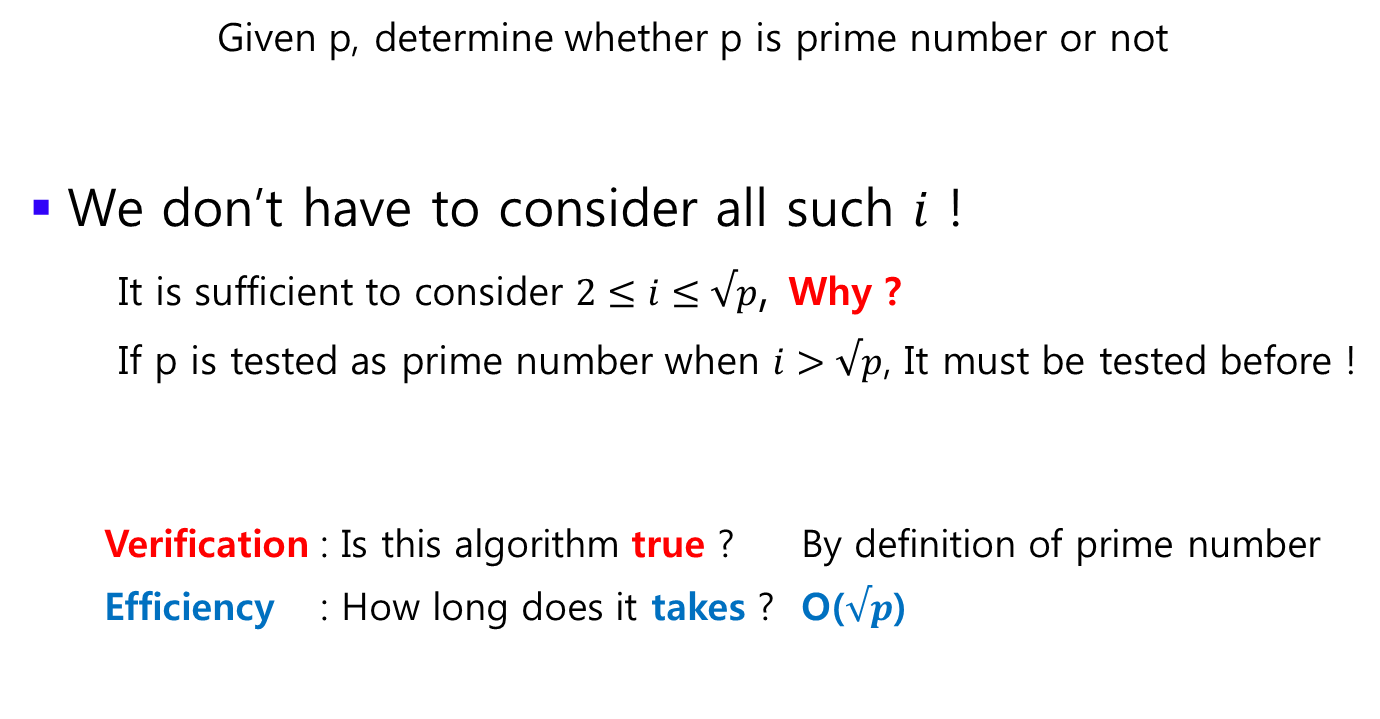 Given p, determine whether p is prime number or not
▪ We don't have to consider all such i !
It is sufficient to consider 2 ≤ i ≤ √p, Why ?
If p is tested as prime number when i > √p, It must be tested before !
Verification : Is this algorithm true ? By definition of prime number
Efficiency : How long does it takes ? O(√p)